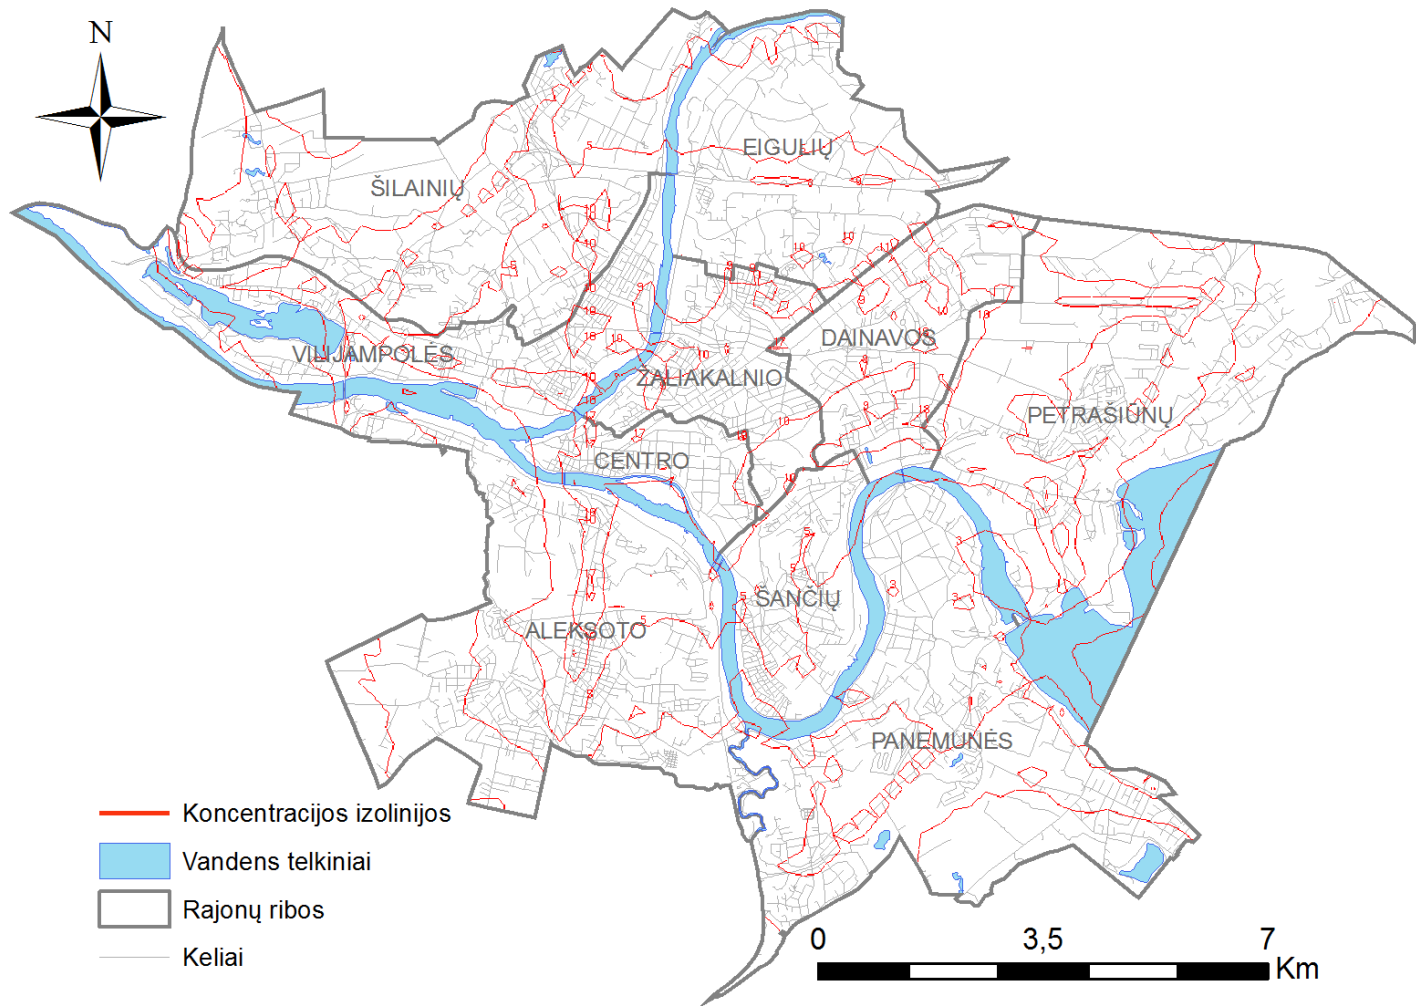 N
EIGULIŲ
ŠILAINIŲ
DAINAVOS
VILIJAMPOLĖS
ŽALIAKALNIO
PETRAŠIŪNŲ
CENTRO
ŠANČIŲ
ALEKSOTO
PANEMUNĖS
Koncentracijos izolinijos
Vandens telkiniai
Rajonų ribos
Keliai
0 3,5 7
Km